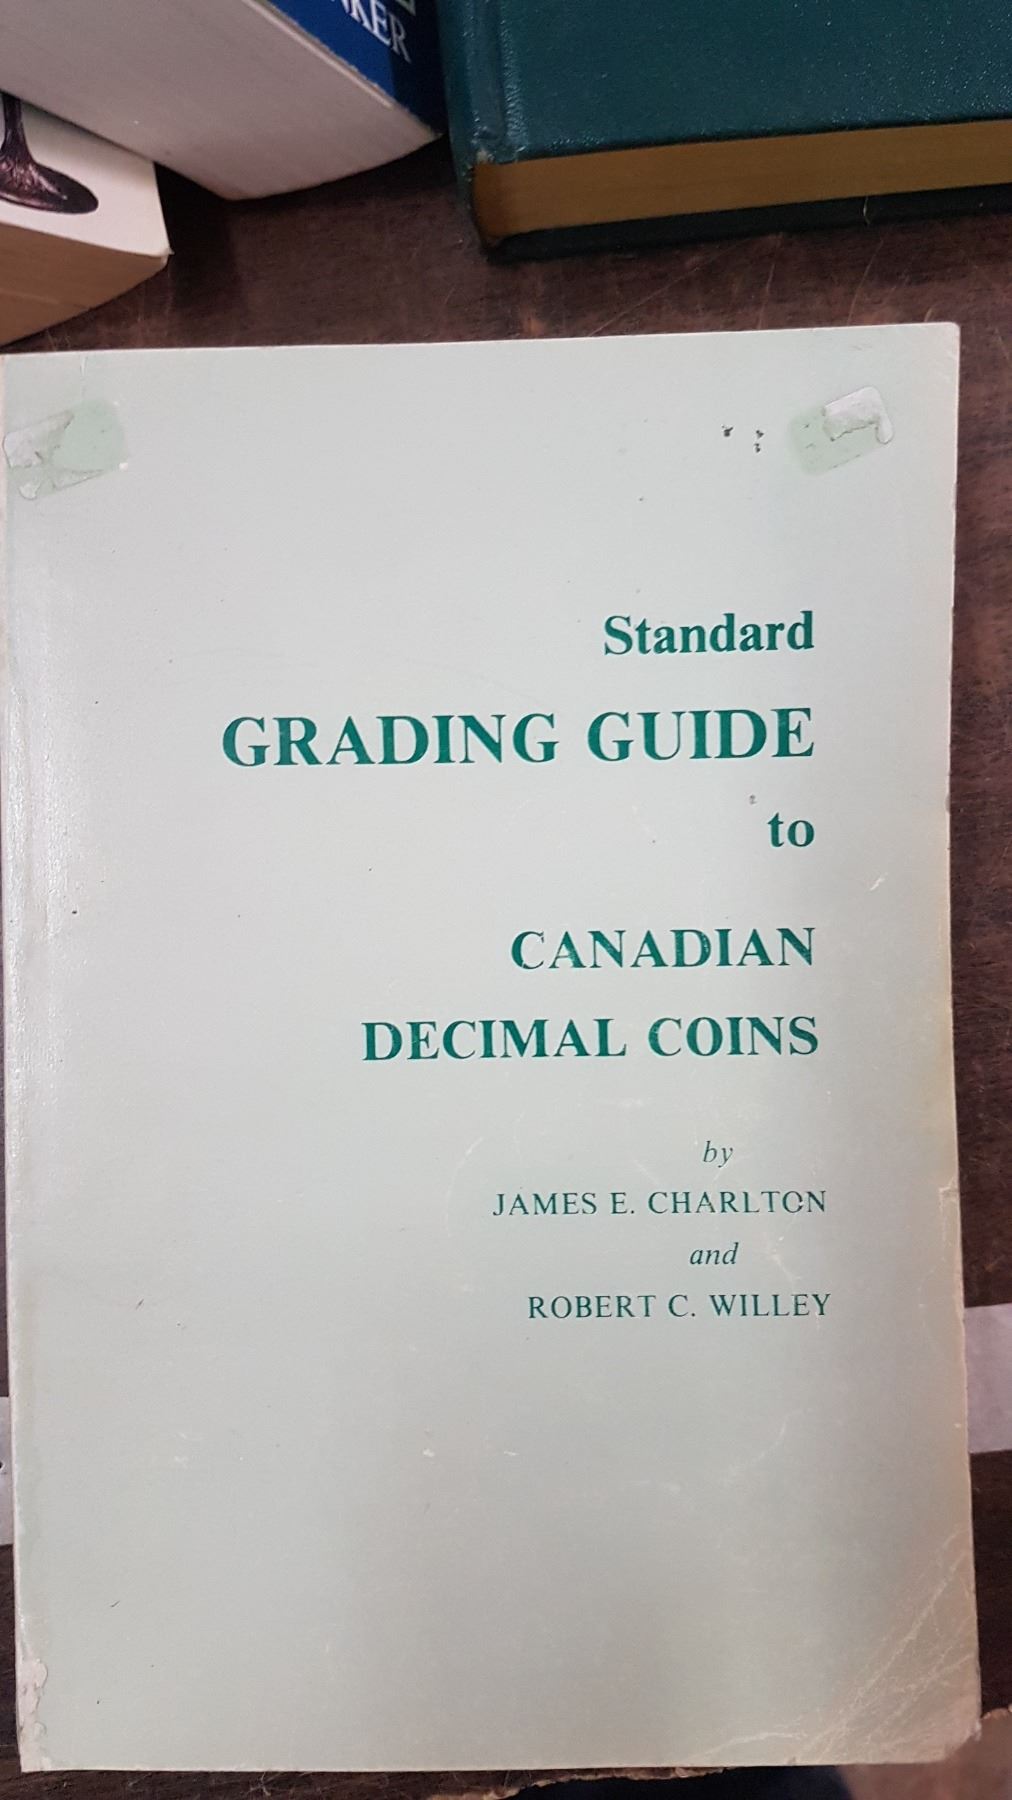 Standard
GRADING GUIDE
to
CANADIAN
DECIMAL COINS
by
JAMES E. CHARLTON
and
ROBERT C. WILLEY